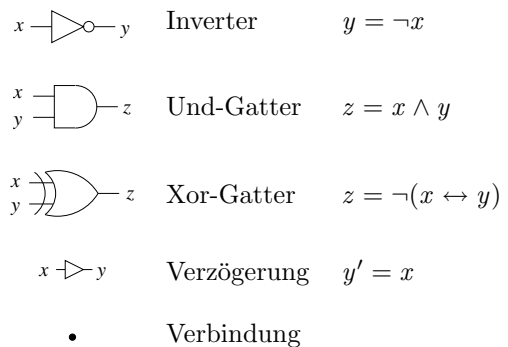 x y Inverter y = ¬x
x y z Und-Gatter z = x ∧ y
x y z Xor-Gatter z = ¬(x ↔ y)
x y Verzögerung y′ = x
Verbindung